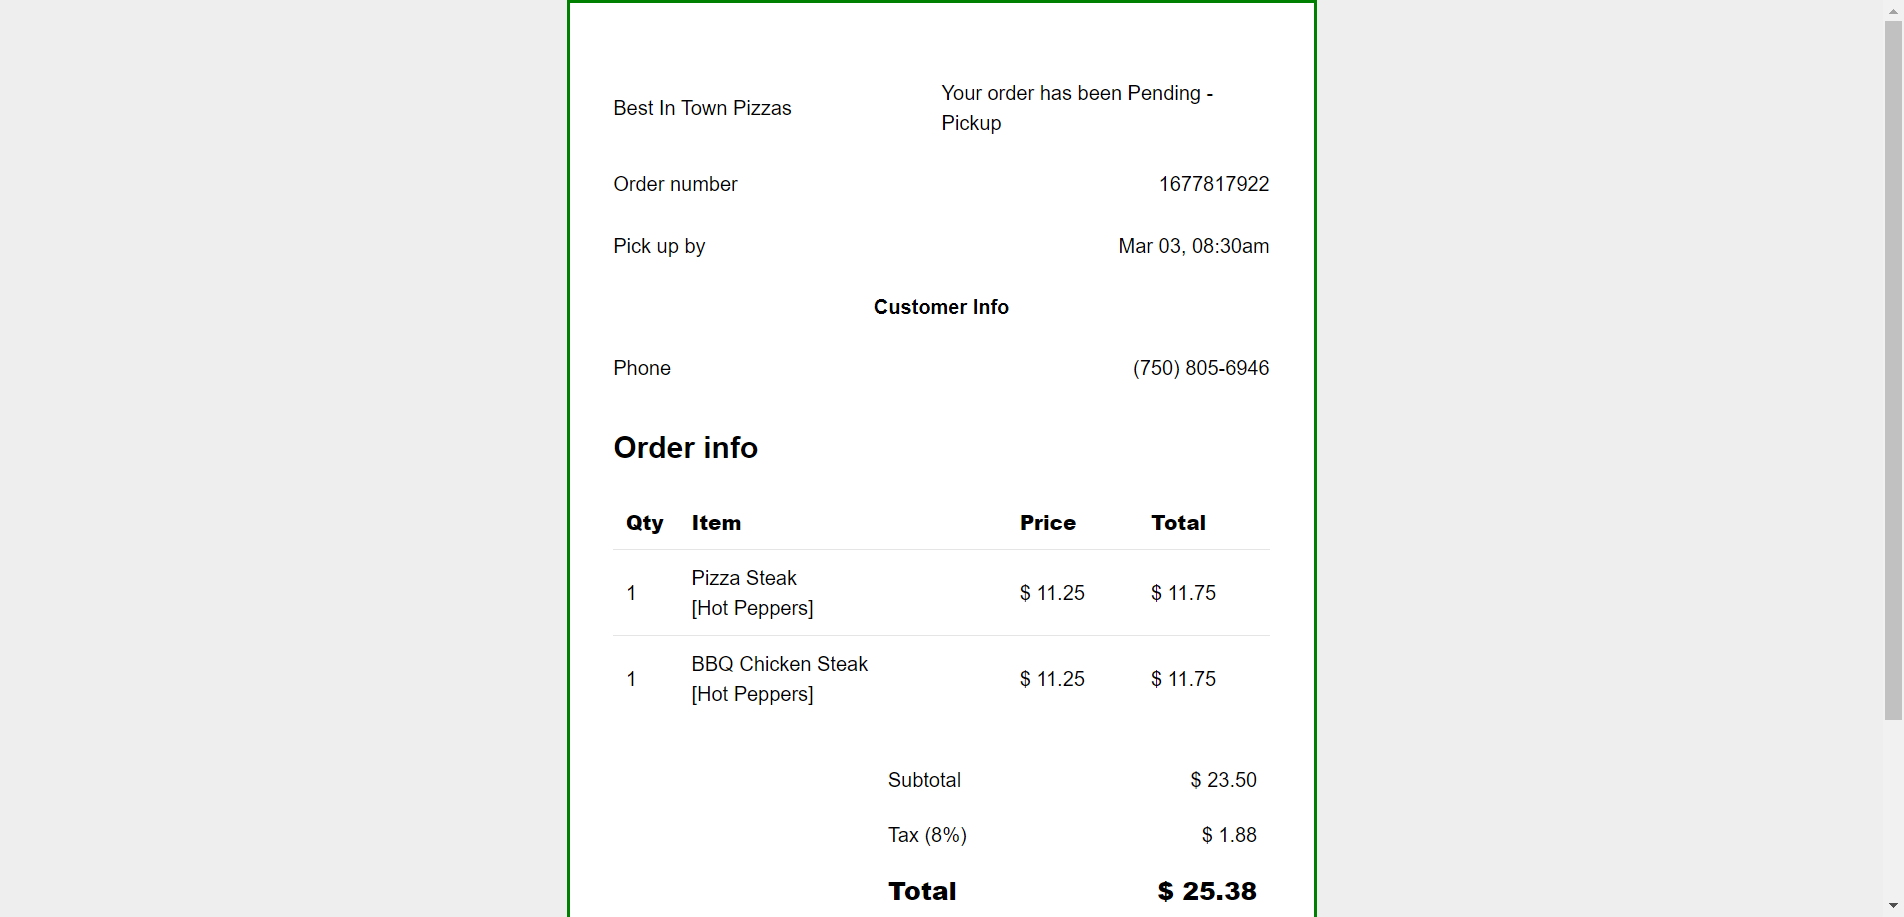 Best In Town Pizzas
Your order has been Pending -
Pickup
Order number 1677817922
Pick up by Mar 03, 08:30am
Customer Info
Phone (750) 805-6946
Order info
Qty Item Price Total
1 Pizza Steak $ 11.25 $ 11.75
[Hot Peppers]
1 BBQ Chicken Steak $ 11.25 $ 11.75
[Hot Peppers]
Subtotal $ 23.50
Tax (8%) $ 1.88
Total $ 25.38